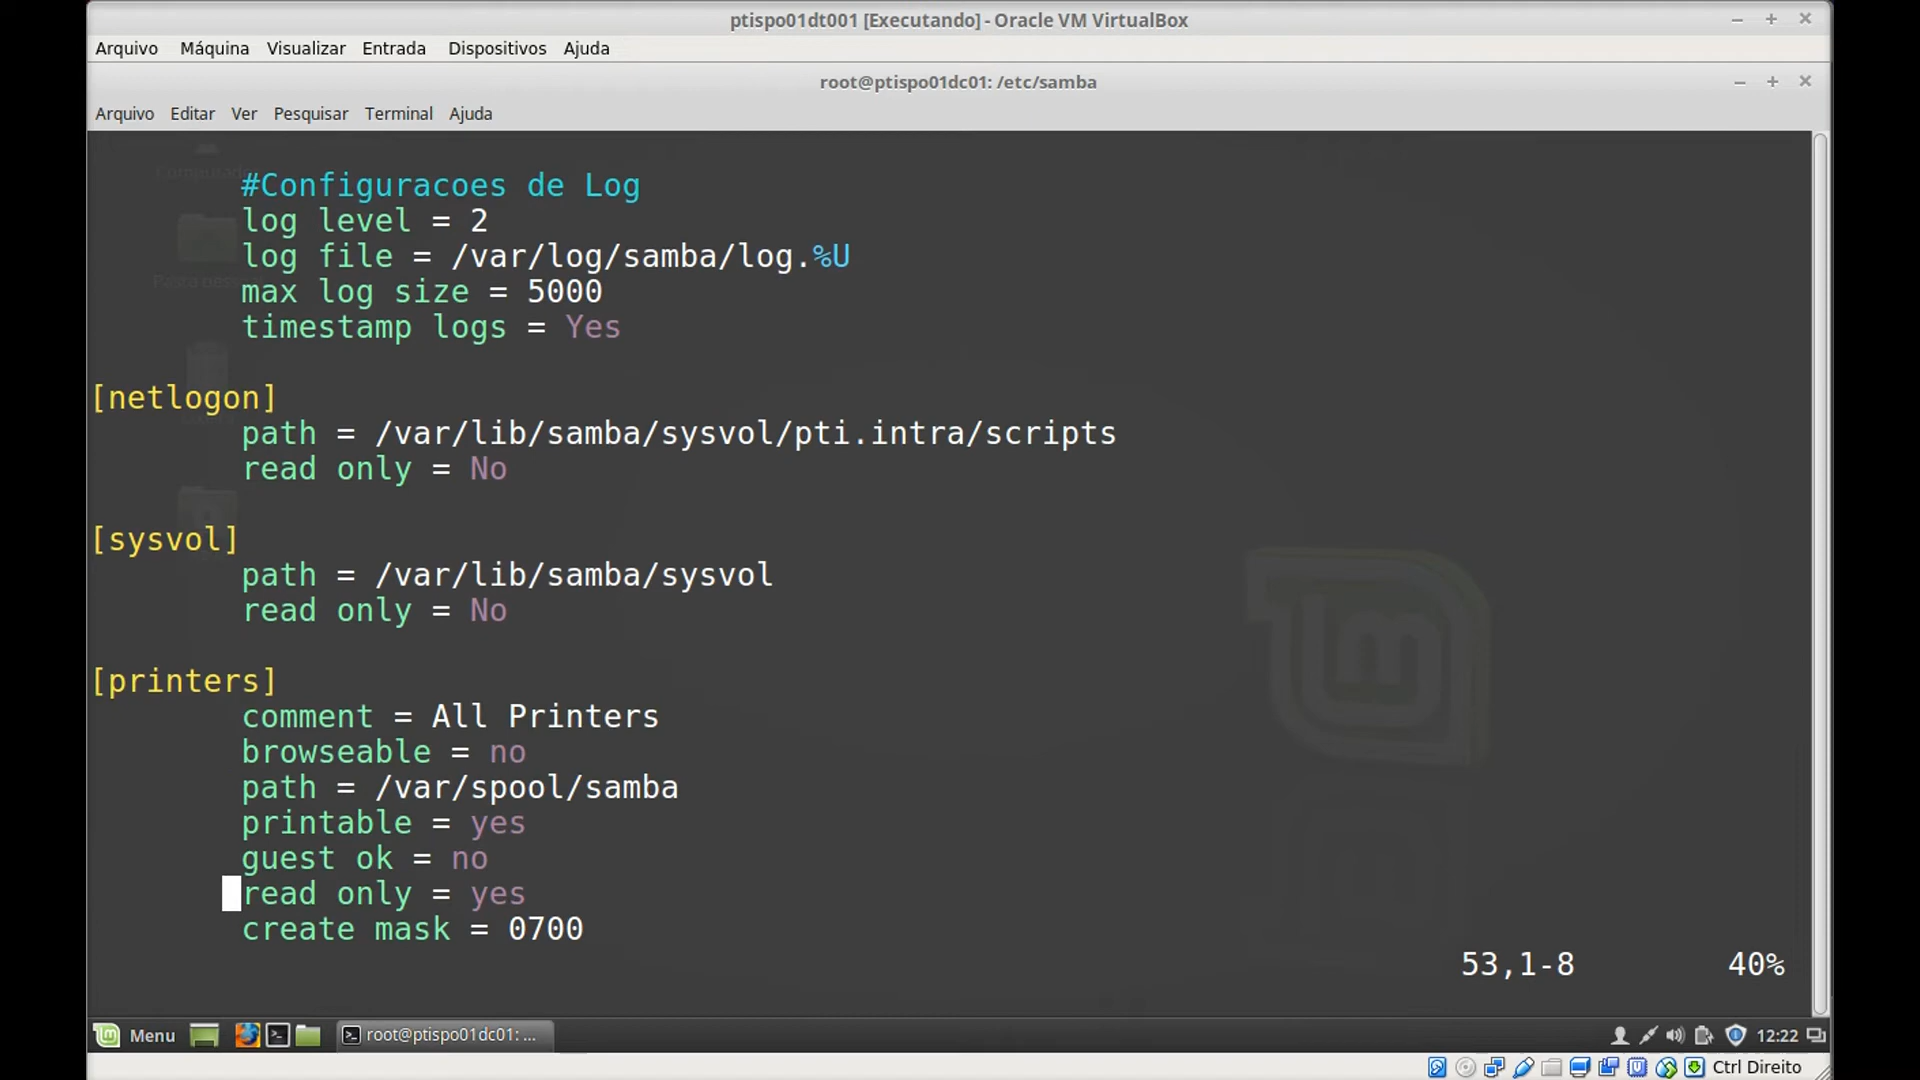 ptispo01dt001 [Executando] - Oracle VM VirtualBox
Arquivo Máquina Visualizar Entrada Dispositivos Ajuda
root@ptispo01dc01: /etc/samba
Arquivo Editar Ver Pesquisar Terminal Ajuda
#Configuracoes de Log
log level = 2
log file = /var/log/samba/log.%U
max log size = 5000
timestamp logs = Yes
[netlogon]
path = /var/lib/samba/sysvol/pti.intra/scripts
read only = No
[sysvol]
path = /var/lib/samba/sysvol
read only = No
[printers]
comment = All Printers
browseable = no
path = /var/spool/samba
printable = yes
guest ok = no
read only = yes
create mask = 0700
53,1-8 40%
Menu root@ptispo01dc01: ... 12:22
Ctrl Direito